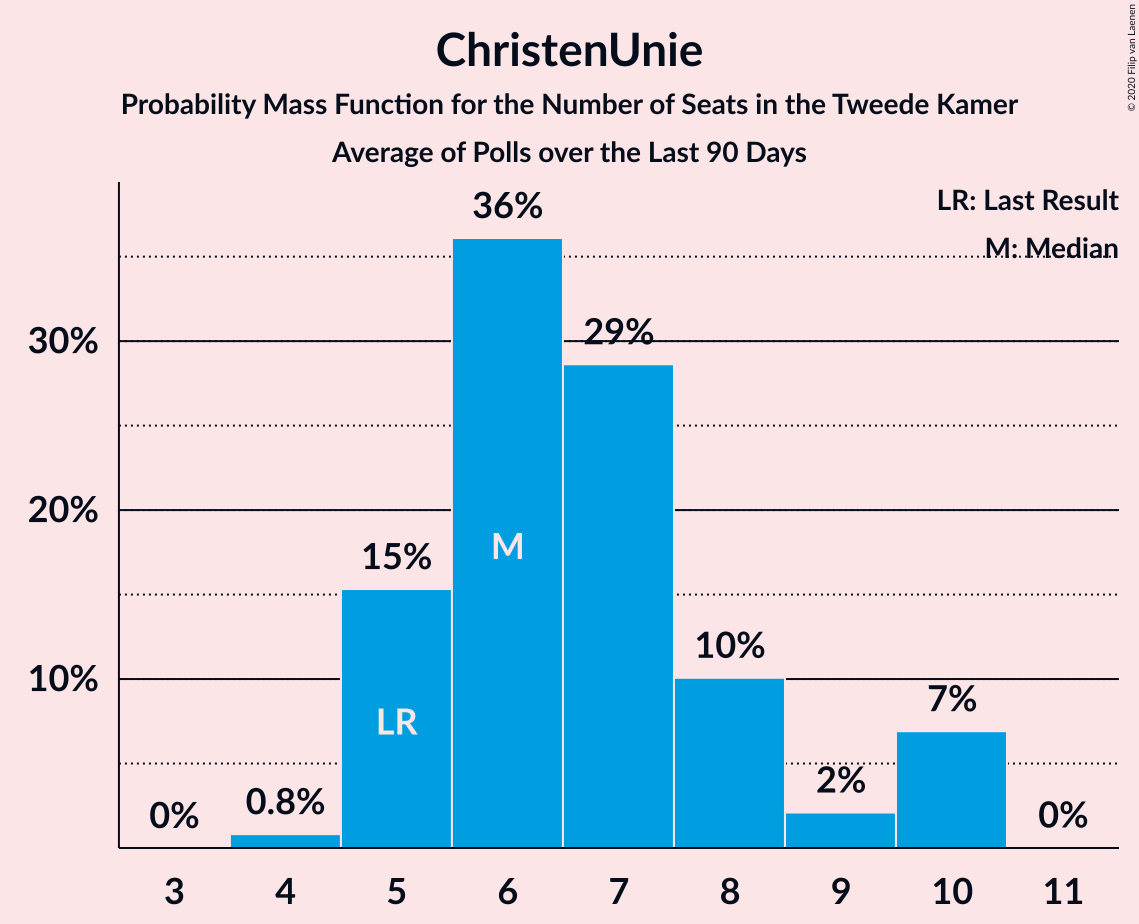 ChristenUnie
Probability Mass Function for the Number of Seats in the Tweede Kamer
Average of Polls over the Last 90 Days
© 2020 Filip van Laenen
LR: Last Result
M: Median
36%
30%
29%
20%
M
15%
10%
10%
LR
7%
2%
0.8%
0%
0%
3 4 5 6 7 8 9 10 11